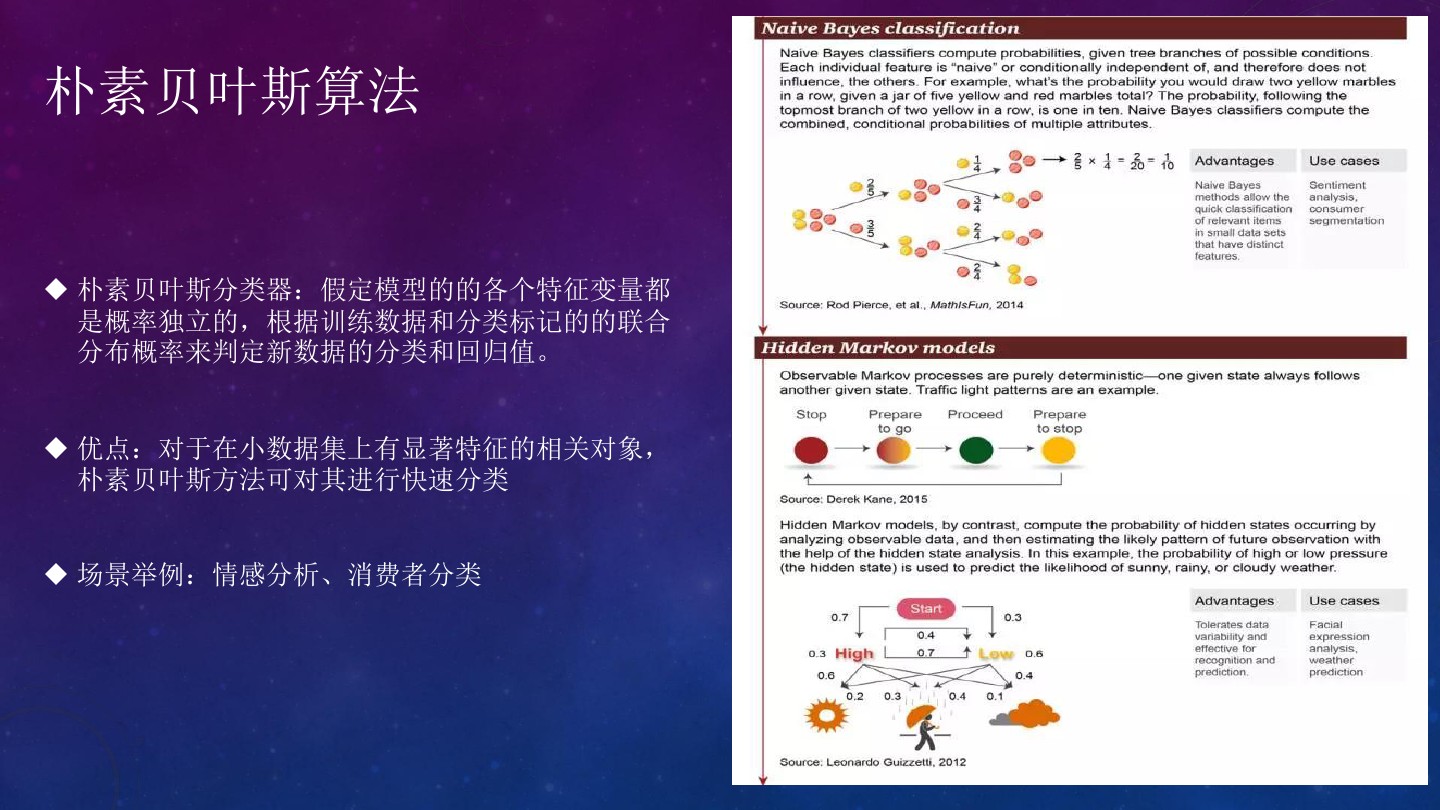 朴素贝叶斯算法
◆ 朴素贝叶斯分类器：假定模型的的各个特征变量都
是概率独立的，根据训练数据和分类标记的的联合
分布概率来判定新数据的分类和回归值。
◆ 优点：对于在小数据集上有显著特征的相关对象，
朴素贝叶斯方法可对其进行快速分类
◆ 场景举例：情感分析、消费者分类
Naive Bayes classification
Naive Bayes classifiers compute probabilities, given tree branches of possible conditions.
Each individual feature is “naive” or conditionally independent of, and therefore does not
influence, the others. For example, what's the probability you would draw two yellow marbles
in a row, given a jar of five yellow and red marbles total? The probability, following the
topmost branch of two yellow in a row, is one in ten. Naive Bayes classifiers compute the
combined, conditional probabilities of multiple attributes.
2/5
3/5
1/4
3/4
2/4
2/4
2/5 × 1/4 = 2/20 = 1/10
Advantages
Naive Bayes
methods allow the
quick classification
of relevant items
in small data sets
that have distinct
features.
Use cases
Sentiment
analysis,
consumer
segmentation
Source: Rod Pierce, et al., MathIsFun, 2014
Hidden Markov models
Observable Markov processes are purely deterministic—one given state always follows
another given state. Traffic light patterns are an example.
Stop
Prepare
to go
Proceed
Prepare
to stop
Source: Derek Kane, 2015
Hidden Markov models, by contrast, compute the probability of hidden states occurring by
analyzing observable data, and then estimating the likely pattern of future observation with
the help of the hidden state analysis. In this example, the probability of high or low pressure
(the hidden state) is used to predict the likelihood of sunny, rainy, or cloudy weather.
Start
0.7
0.3
0.4
0.3 High
0.7
Low 0.6
0.6
0.4
0.2
0.3
0.4
0.1
Advantages
Tolerates data
variability and
effective for
recognition and
prediction.
Use cases
Facial
expression
analysis,
weather
prediction
Source: Leonardo Guizzetti, 2012